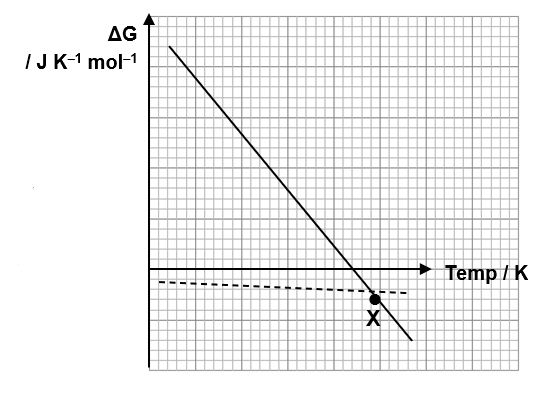 ΔG
/ J K⁻¹ mol⁻¹
Temp / K
X